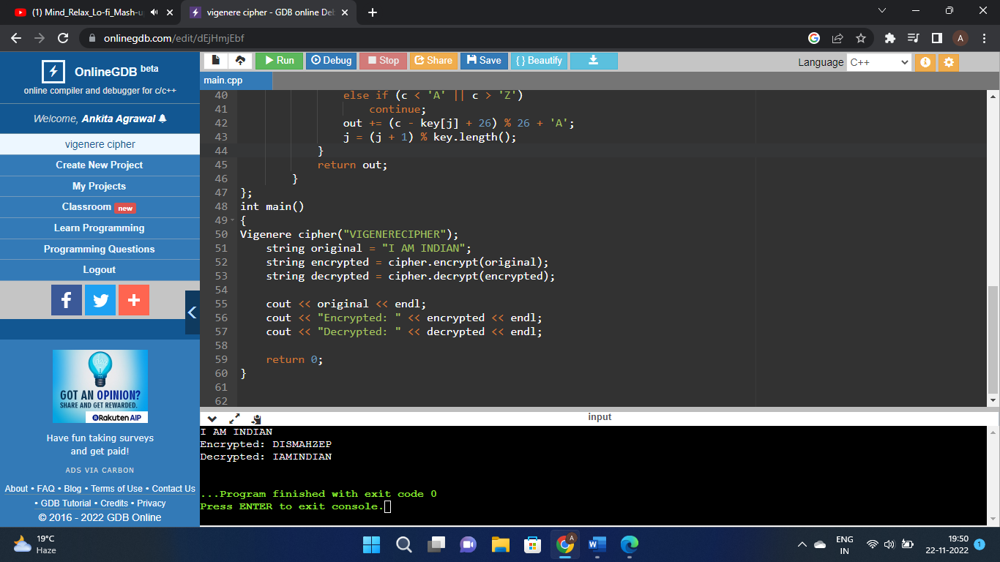 (1) Mind_Relax_Lo-fi_Mash-u
vigenere cipher - GDB online Deb
onlinegdb.com/edit/dEjHmjEbf
A
OnlineGDB beta
online compiler and debugger for c/c++
Welcome, Ankita Agrawal
vigenere cipher
Create New Project
My Projects
Classroom new
Learn Programming
Programming Questions
Logout
GOT AN OPINION?
SHARE AND GET REWARDED.
Rakuten AIP
Have fun taking surveys
and get paid!
ADS VIA CARBON
About • FAQ • Blog • Terms of Use • Contact Us
• GDB Tutorial • Credits • Privacy
© 2016 - 2022 GDB Online
Run Debug Stop Share Save { } Beautify
Language C++
main.cpp
40 else if (c < 'A' || c > 'Z')
41 continue;
42 out += (c - key[j] + 26) % 26 + 'A';
43 j = (j + 1) % key.length();
44 }
45 return out;
46 }
47 };
48 int main()
49 {
50 Vigenere cipher("VIGENERECIPHER");
51 string original = "I AM INDIAN";
52 string encrypted = cipher.encrypt(original);
53 string decrypted = cipher.decrypt(encrypted);
54
55 cout << original << endl;
56 cout << "Encrypted: " << encrypted << endl;
57 cout << "Decrypted: " << decrypted << endl;
58
59 return 0;
60 }
61
62
input
I AM INDIAN
Encrypted: DISMAHZEP
Decrypted: IAMINDIAN
...Program finished with exit code 0
Press ENTER to exit console.
19°C
Haze
A
ENG
IN
19:50
22-11-2022
1